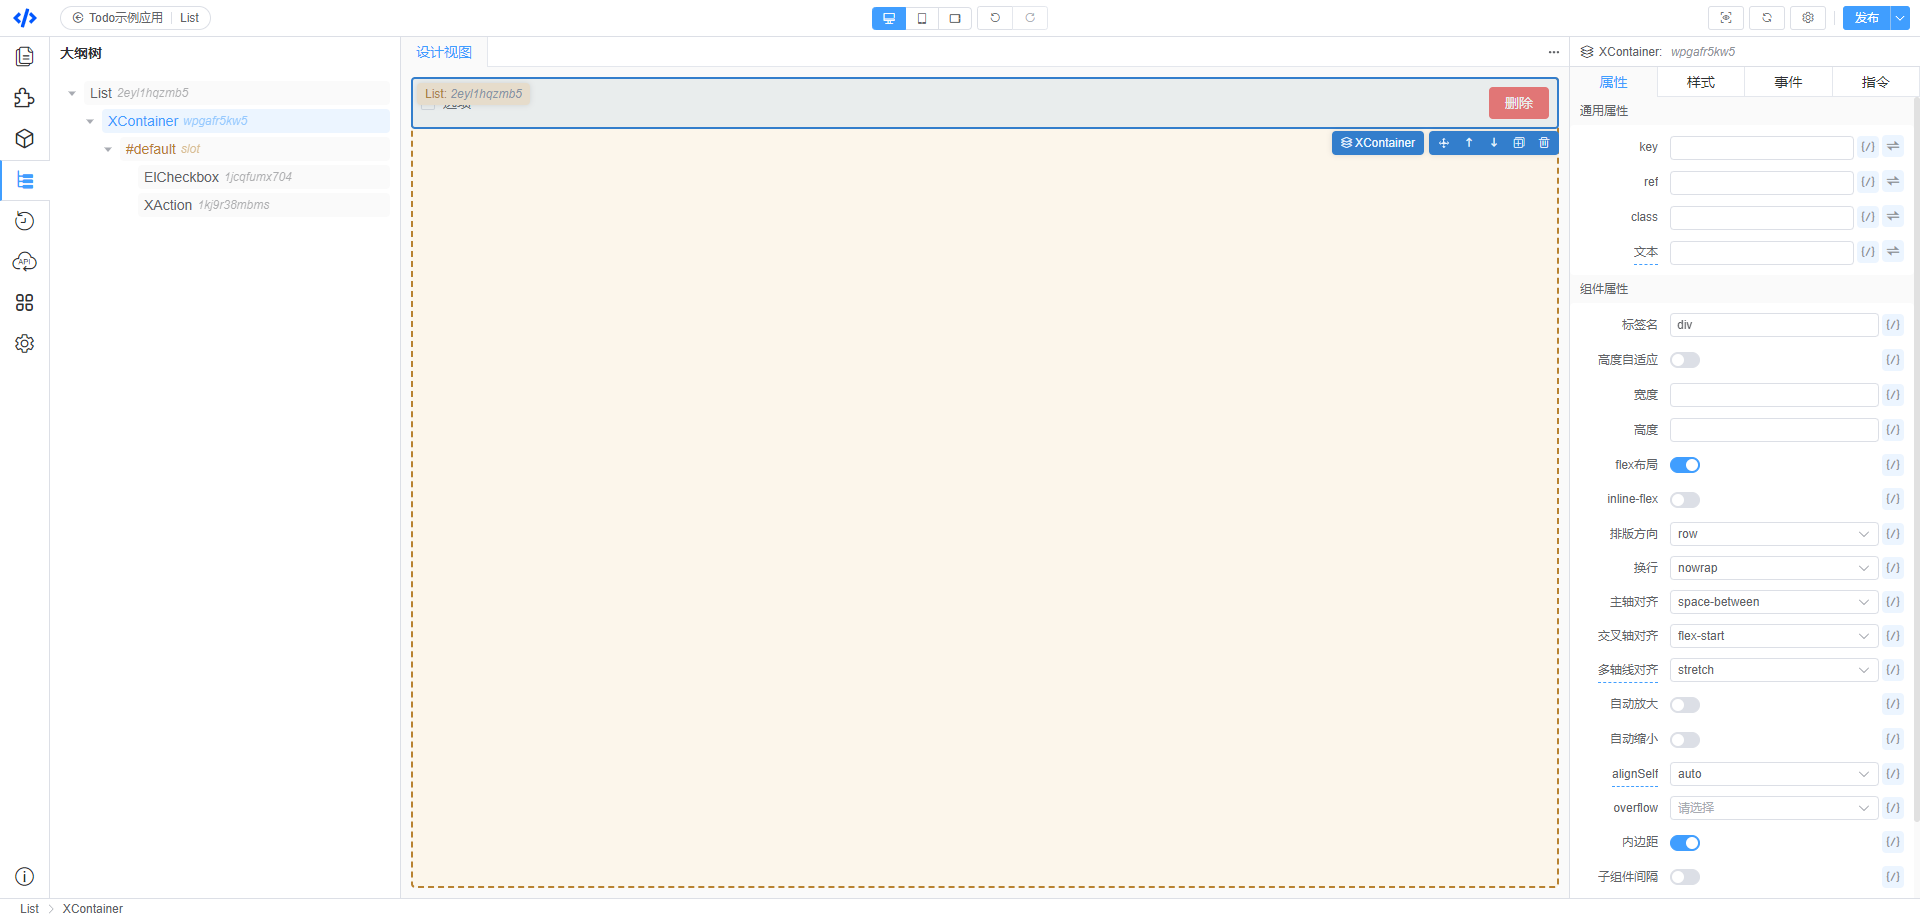 Todo示例应用 List
发布
大纲树
List 2eyl1hqzmb5
XContainer wpgafr5kw5
#default slot
ElCheckbox 1jcqfumx704
XAction 1kj9r38mbms
API
设计视图
List: 2eyl1hqzmb5
选项
删除
XContainer
XContainer: wpgafr5kw5
属性 样式 事件 指令
通用属性
key
ref
class
文本
组件属性
标签名 div
高度自适应
宽度
高度
flex布局
inline-flex
排版方向 row
换行 nowrap
主轴对齐 space-between
交叉轴对齐 flex-start
多轴线对齐 stretch
自动放大
自动缩小
alignSelf auto
overflow 请选择
内边距
子组件间隔
List > XContainer